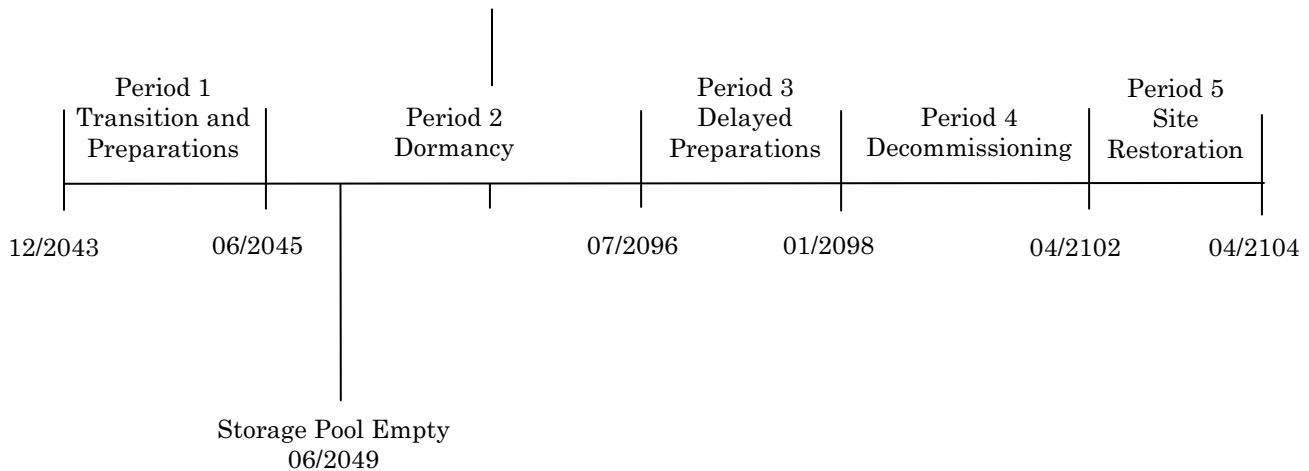 Period 1
Transition and
Preparations
Period 2
Dormancy
Period 3
Delayed
Preparations
Period 4
Decommissioning
Period 5
Site
Restoration
12/2043
06/2045
07/2096
01/2098
04/2102
04/2104
Storage Pool Empty
06/2049